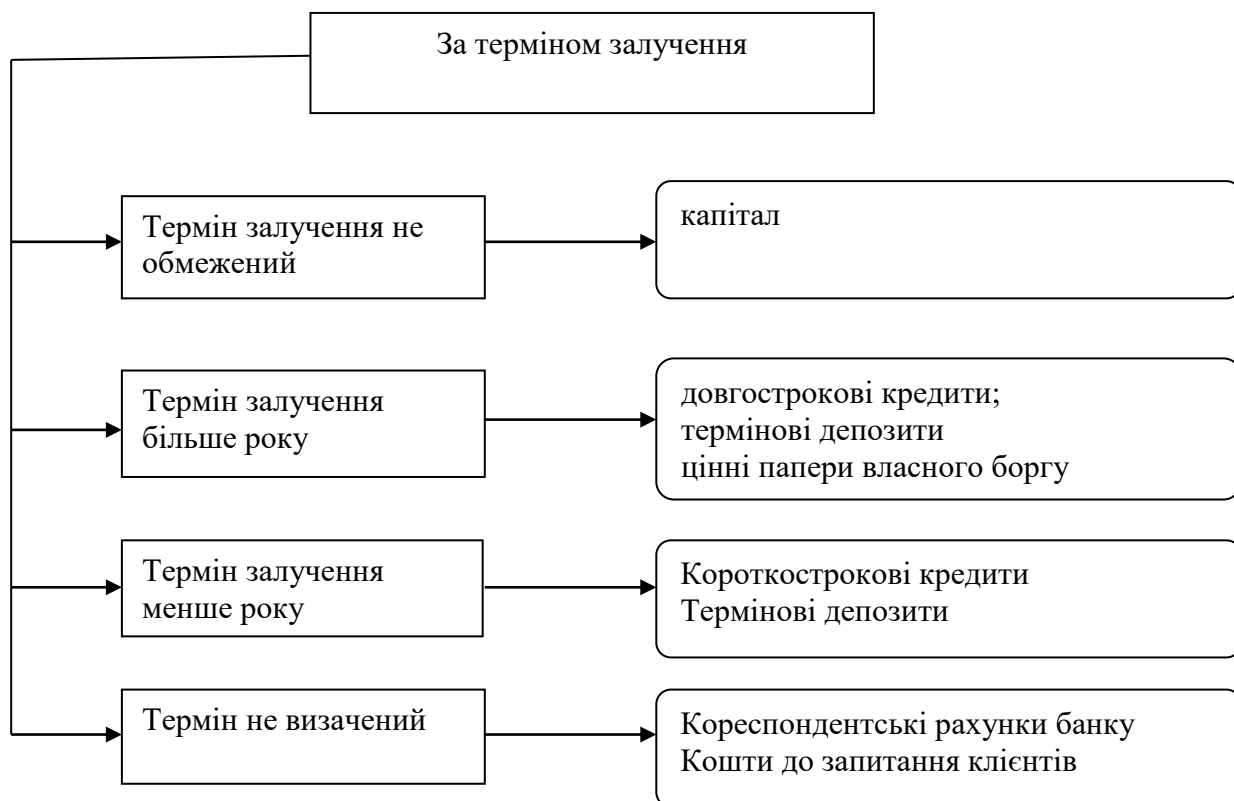 За терміном залучення
Термін залучення не
обмежений
капітал
Термін залучення
більше року
довгострокові кредити;
термінові депозити
цінні папери власного боргу
Термін залучення
менше року
Короткострокові кредити
Термінові депозити
Термін не визачений
Кореспондентські рахунки банку
Кошти до запитання клієнтів